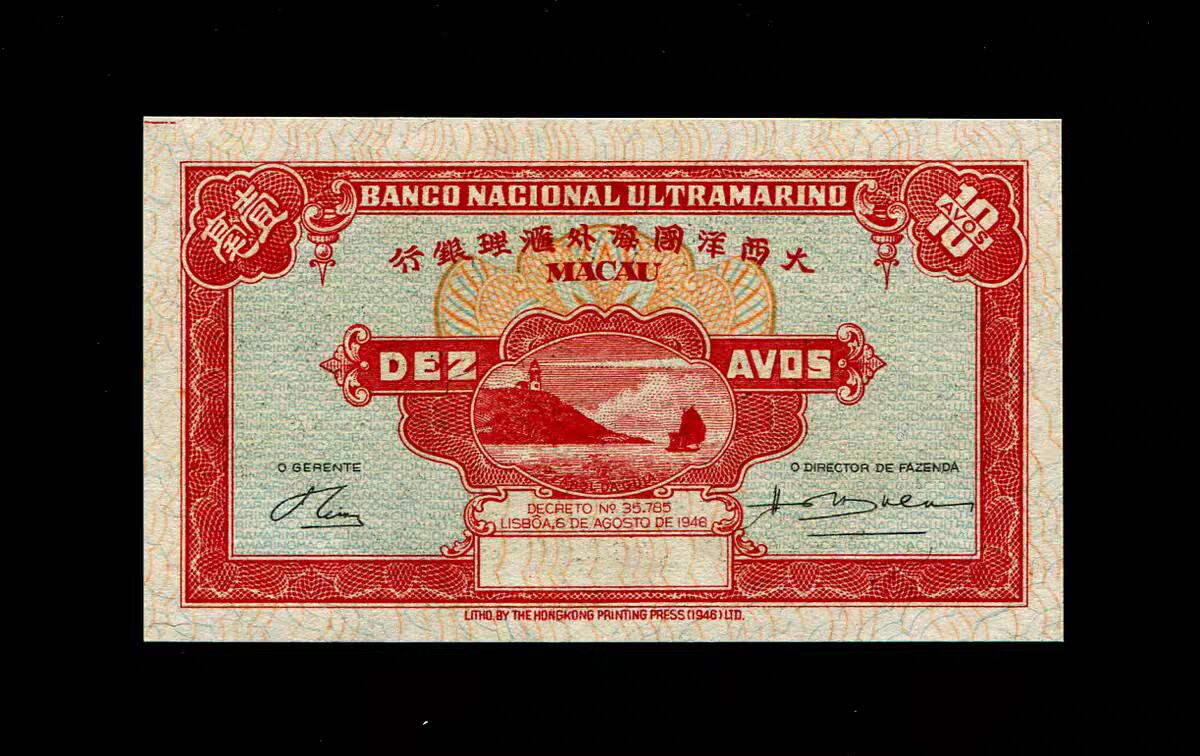 壹毫
BANCO NACIONAL ULTRAMARINO
10
AVOS
10
大西洋國海外滙理銀行
MACAU
DEZ AVOS
O GERENTE
O DIRECTOR DE FAZENDA
DECRETO Nº 35.785
LISBÔA, 6 DE AGOSTO DE 1946
LITHO. BY THE HONGKONG PRINTING PRESS (1946) LTD.